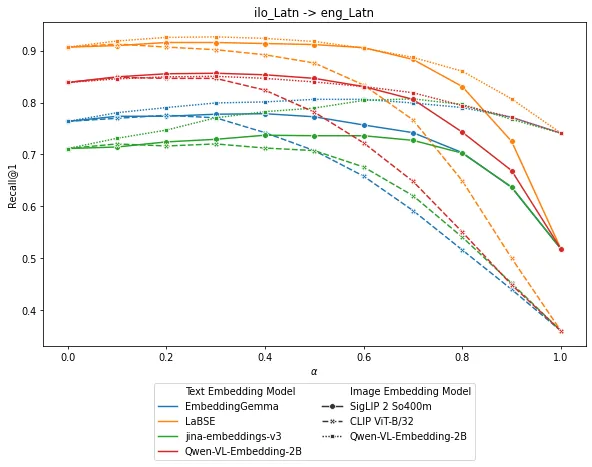 ilo_Latn -> eng_Latn
Recall@1
0.9
0.8
0.7
0.6
0.5
0.4
0.0
0.2
0.4
0.6
0.8
1.0
α
Text Embedding Model
EmbeddingGemma
LaBSE
jina-embeddings-v3
Qwen-VL-Embedding-2B
Image Embedding Model
SigLIP 2 So400m
CLIP ViT-B/32
Qwen-VL-Embedding-2B